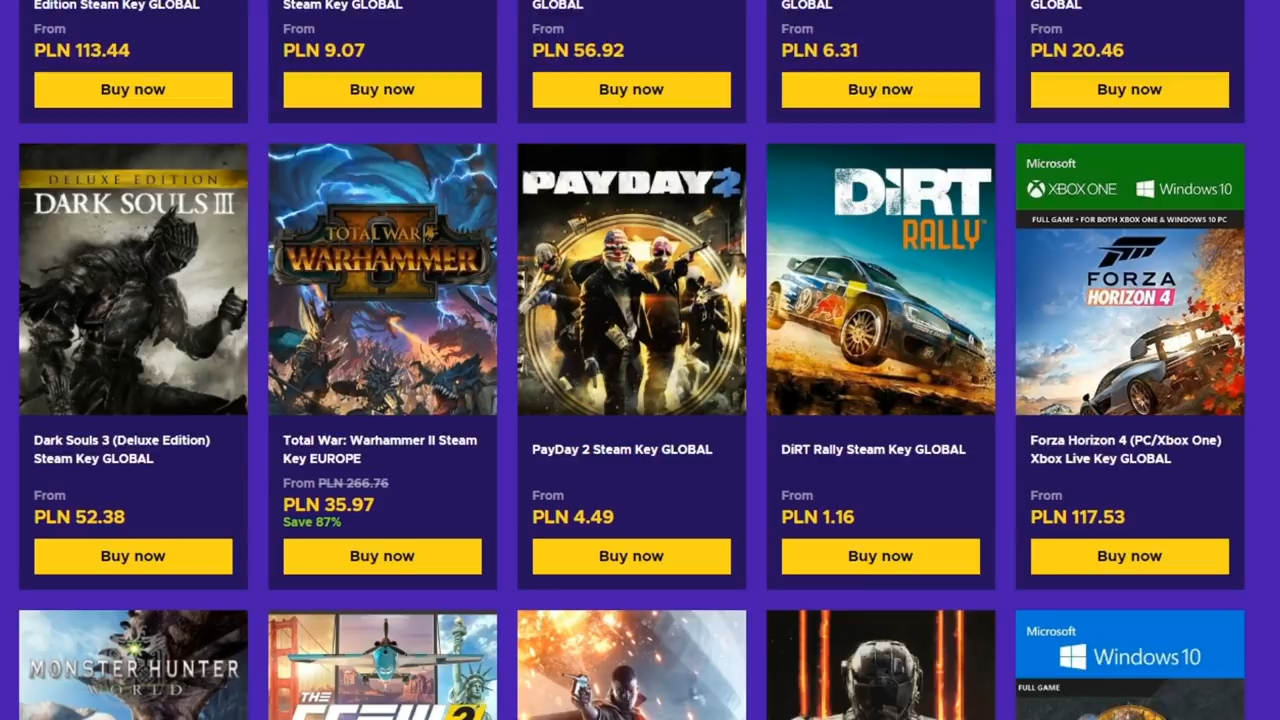 Edition Steam Key GLOBAL
Steam Key GLOBAL
GLOBAL
GLOBAL
GLOBAL
From
From
From
From
From
PLN 113.44
PLN 9.07
PLN 56.92
PLN 6.31
PLN 20.46
Buy now
Buy now
Buy now
Buy now
Buy now
DELUXE EDITION
DARK SOULS III
II
TOTAL WAR
WARHAMMER
PAYDAY 2
DiRT
RALLY
Microsoft
XBOX ONE
Windows 10
FULL GAME • FOR BOTH XBOX ONE & WINDOWS 10 PC
FORZA
HORIZON 4
Dark Souls 3 (Deluxe Edition)
Steam Key GLOBAL
From
PLN 52.38
Buy now
Total War: Warhammer II Steam
Key EUROPE
From PLN 266.76
PLN 35.97
Save 87%
Buy now
PayDay 2 Steam Key GLOBAL
From
PLN 4.49
Buy now
DiRT Rally Steam Key GLOBAL
From
PLN 1.16
Buy now
Forza Horizon 4 (PC/Xbox One)
Xbox Live Key GLOBAL
From
PLN 117.53
Buy now
MONSTER HUNTER
WORLD
THE
CREW 2
Microsoft
Windows 10
FULL GAME